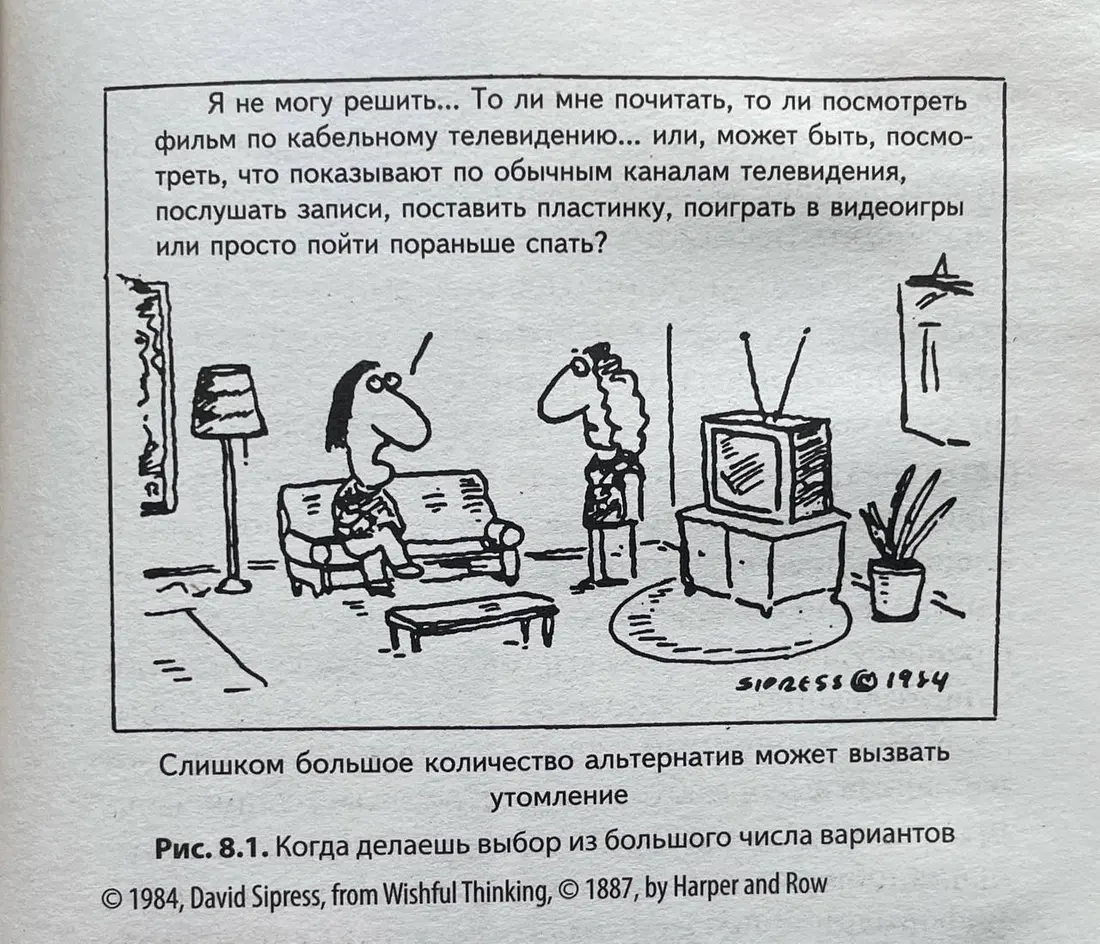 Я не могу решить... То ли мне почитать, то ли посмотреть
фильм по кабельному телевидению... или, может быть, посмо-
треть, что показывают по обычным каналам телевидения,
послушать записи, поставить пластинку, поиграть в видеоигры
или просто пойти пораньше спать?
SIPRESS © 1984
Слишком большое количество альтернатив может вызвать
утомление
Рис. 8.1. Когда делаешь выбор из большого числа вариантов
© 1984, David Sipress, from Wishful Thinking, © 1887, by Harper and Row